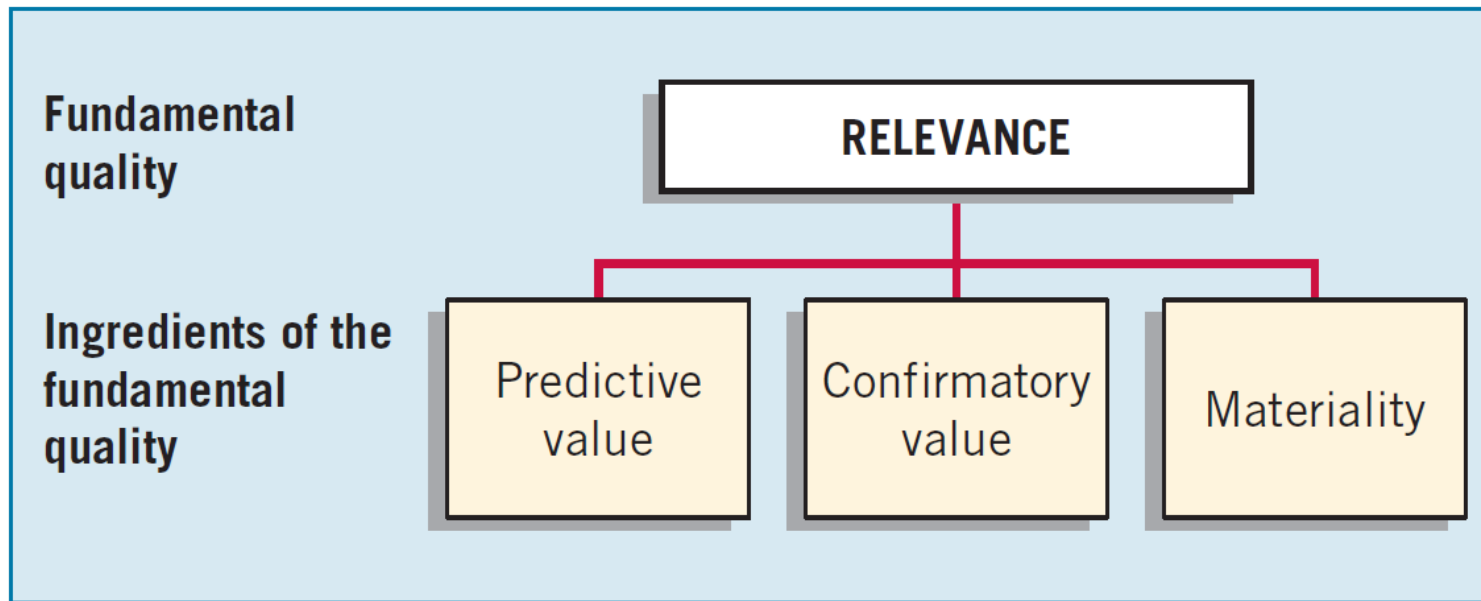 Fundamental
quality
RELEVANCE
Ingredients of the
fundamental
quality
Predictive
value
Confirmatory
value
Materiality